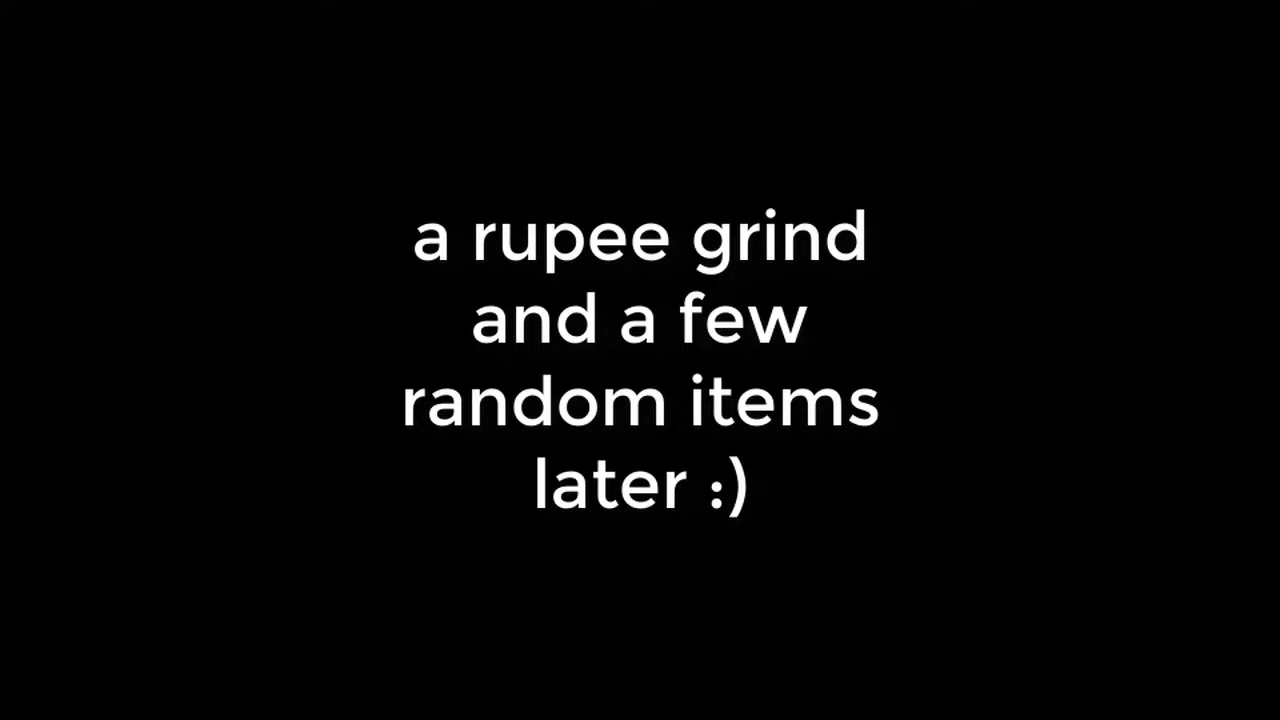 a rupee grind
and a few
random items
later :)